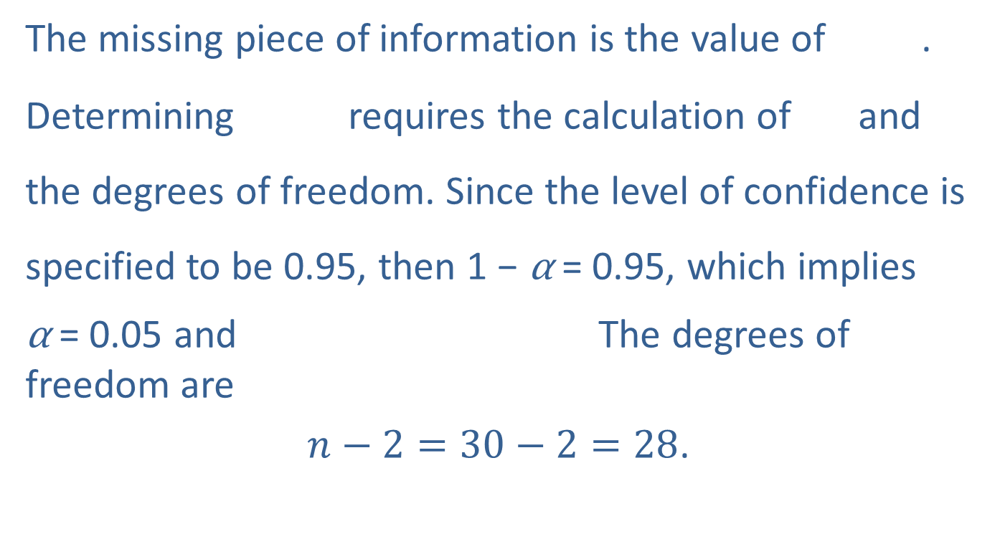 The missing piece of information is the value of .
Determining requires the calculation of and
the degrees of freedom. Since the level of confidence is
specified to be 0.95, then 1 − α = 0.95, which implies
α = 0.05 and The degrees of
freedom are
n − 2 = 30 − 2 = 28.